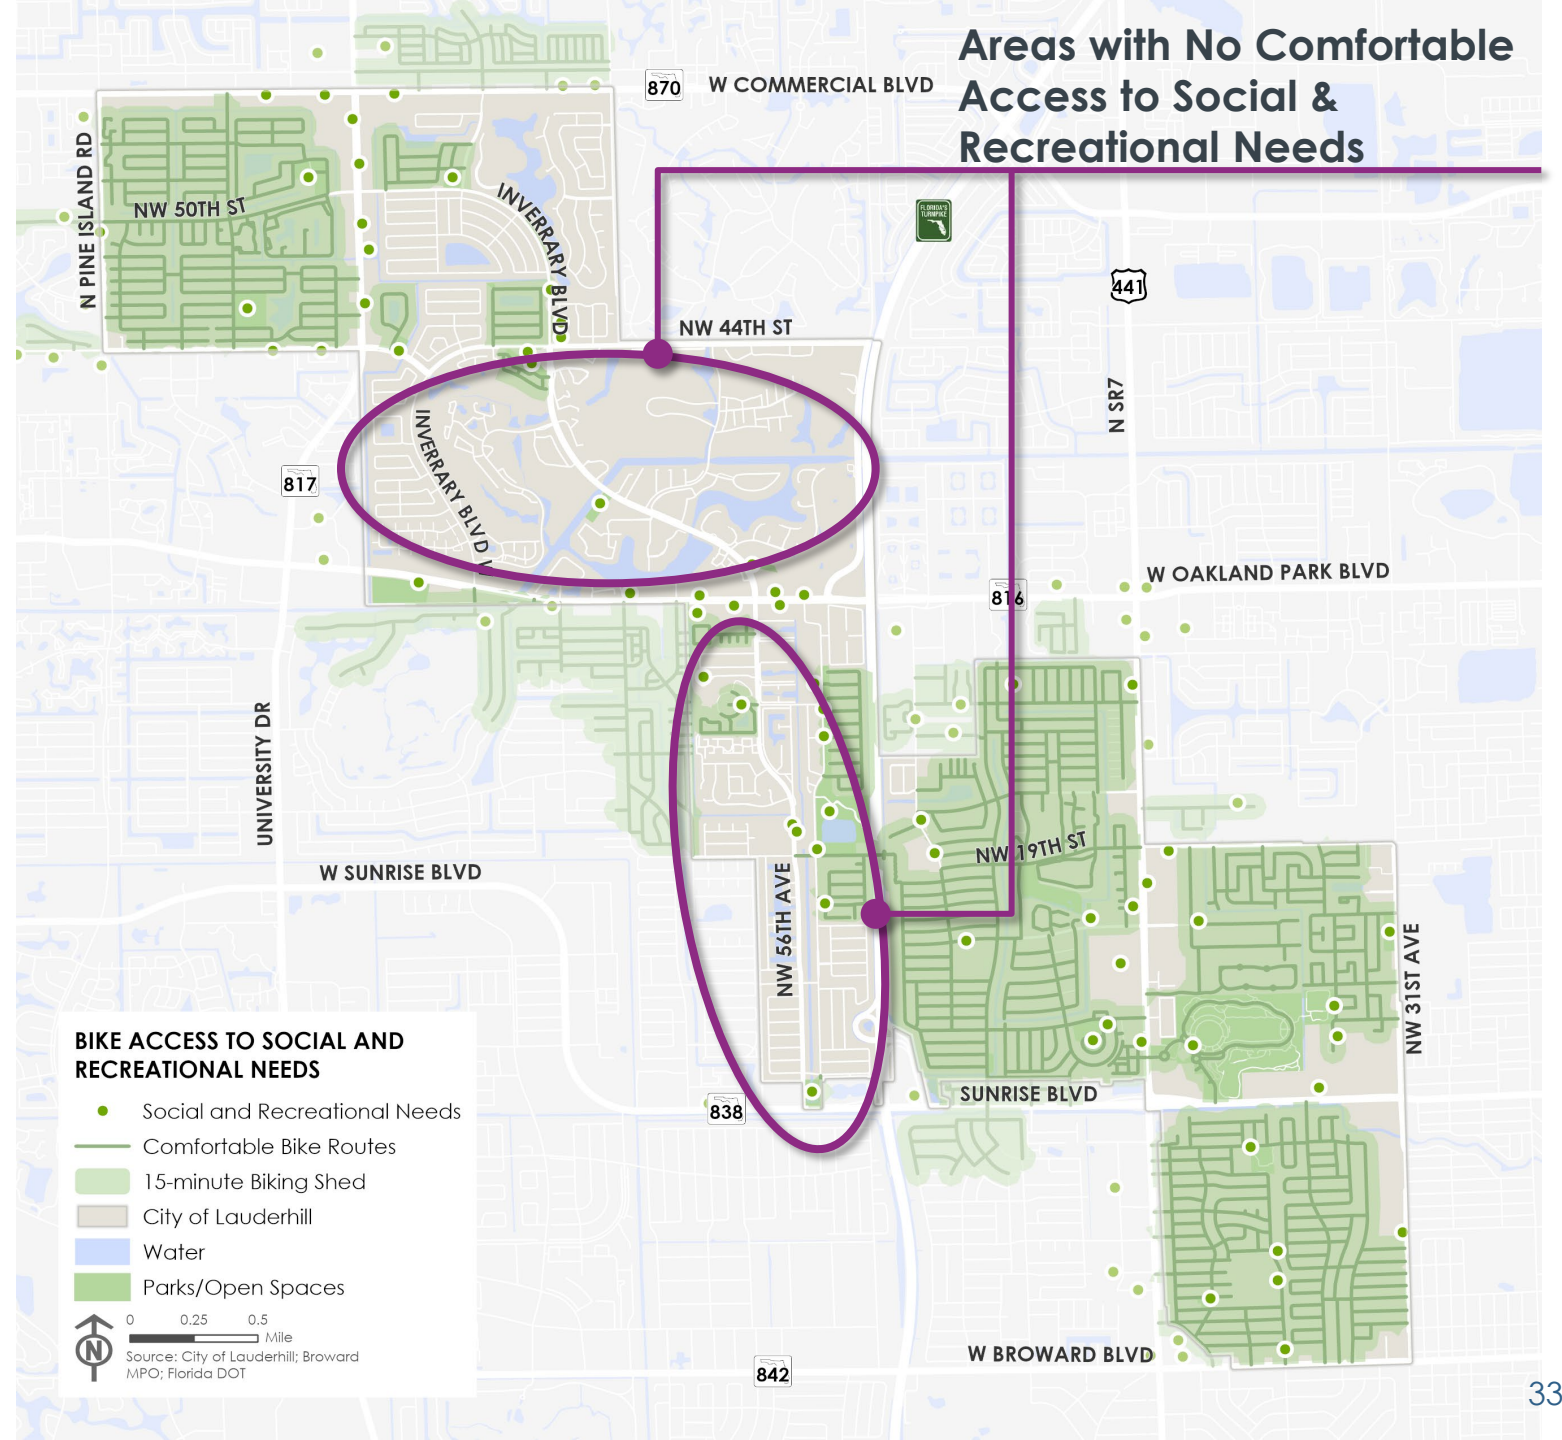 Areas with No Comfortable
Access to Social &
Recreational Needs
870
W COMMERCIAL BLVD
N PINE ISLAND RD
NW 50TH ST
INVERRARY BLVD
FLORIDA'S
TURNPIKE
441
NW 44TH ST
N SR7
INVERRARY BLVD W
817
816
W OAKLAND PARK BLVD
UNIVERSITY DR
NW 19TH ST
W SUNRISE BLVD
NW 56TH AVE
NW 31ST AVE
SUNRISE BLVD
838
W BROWARD BLVD
842
BIKE ACCESS TO SOCIAL AND
RECREATIONAL NEEDS
Social and Recreational Needs
Comfortable Bike Routes
15-minute Biking Shed
City of Lauderhill
Water
Parks/Open Spaces
N
0 0.25 0.5
Mile
Source: City of Lauderhill; Broward
MPO; Florida DOT
33